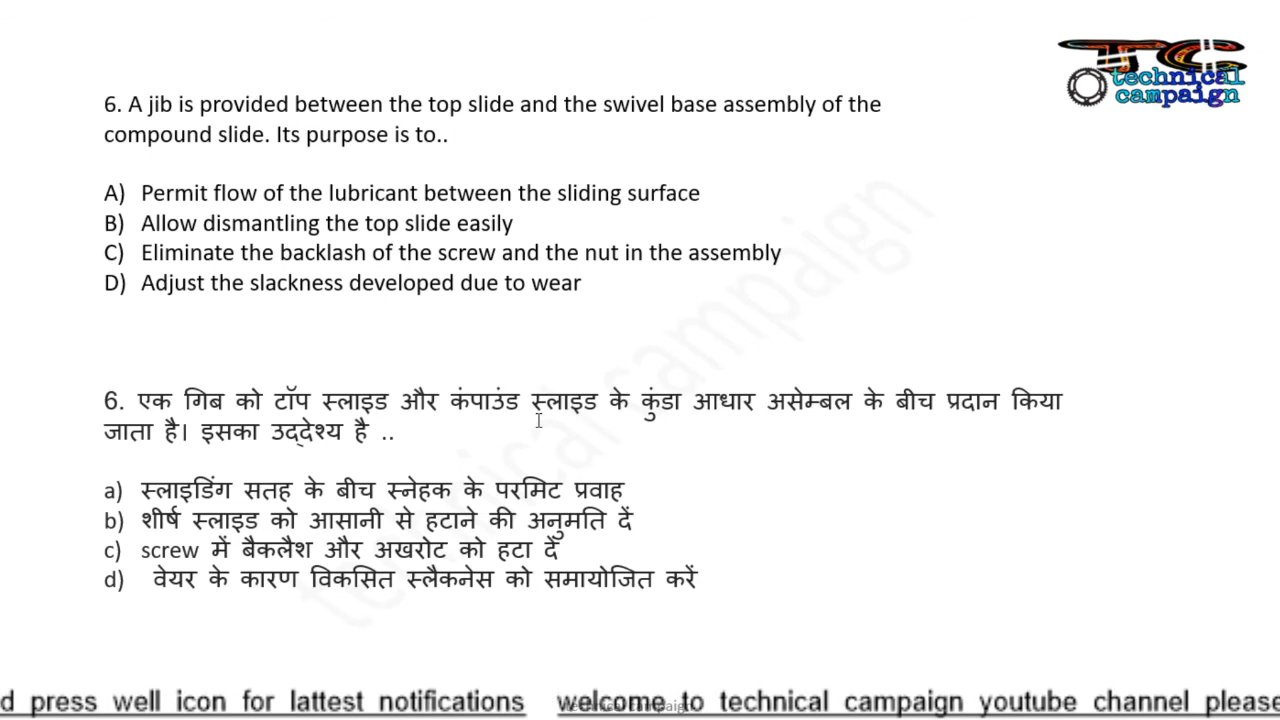 TC
technical
campaign
6. A jib is provided between the top slide and the swivel base assembly of the
compound slide. Its purpose is to..
A) Permit flow of the lubricant between the sliding surface
B) Allow dismantling the top slide easily
C) Eliminate the backlash of the screw and the nut in the assembly
D) Adjust the slackness developed due to wear
technical campaign
6. एक गिब को टॉप स्लाइड और कंपाउंड स्लाइड के कुंडा आधार असेम्बल के बीच प्रदान किया
जाता है। इसका उद्देश्य है ..
a) स्लाइडिंग सतह के बीच स्नेहक के परमिट प्रवाह
b) शीर्ष स्लाइड को आसानी से हटाने की अनुमति दें
c) screw में बैकलैश और अखरोट को हटा दें
d) वेयर के कारण विकसित स्लैकनेस को समायोजित करें
d press well icon for lattest notifications welcome to technical campaign youtube channel please
technical campaign